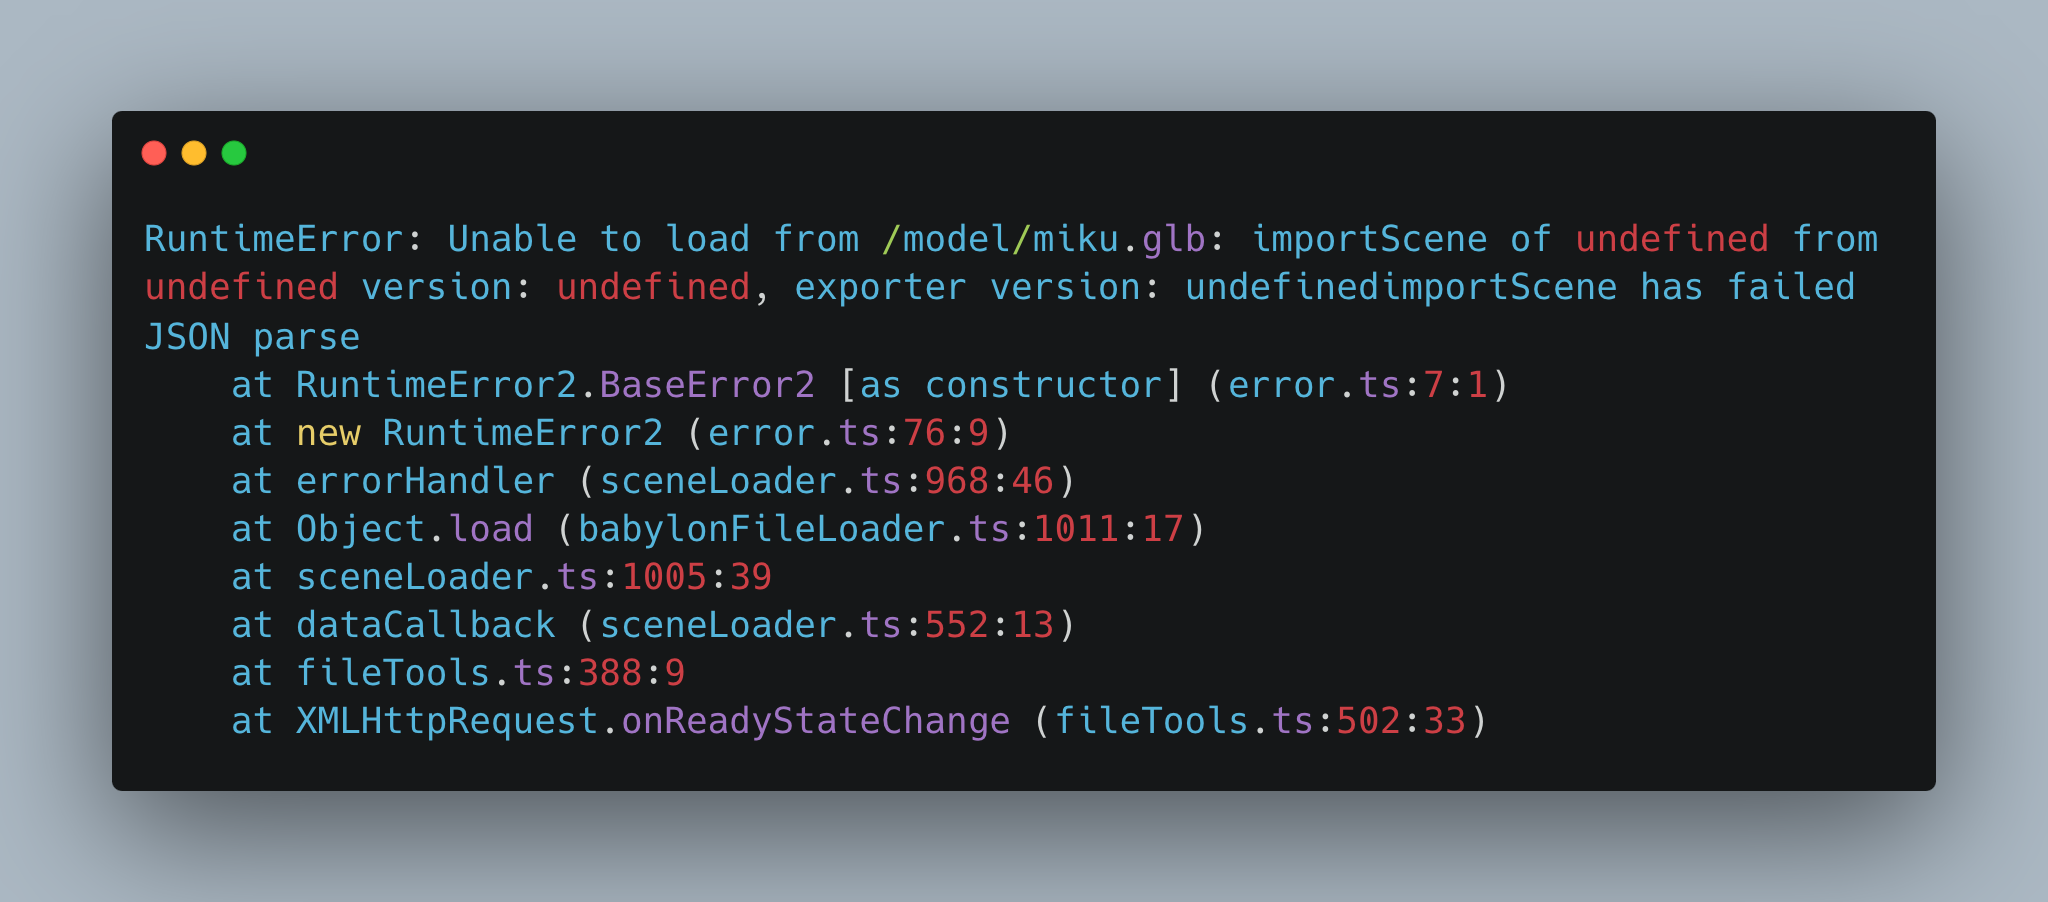 RuntimeError: Unable to load from /model/miku.glb: importScene of undefined from
undefined version: undefined, exporter version: undefinedimportScene has failed
JSON parse
    at RuntimeError2.BaseError2 [as constructor] (error.ts:7:1)
    at new RuntimeError2 (error.ts:76:9)
    at errorHandler (sceneLoader.ts:968:46)
    at Object.load (babylonFileLoader.ts:1011:17)
    at sceneLoader.ts:1005:39
    at dataCallback (sceneLoader.ts:552:13)
    at fileTools.ts:388:9
    at XMLHttpRequest.onReadyStateChange (fileTools.ts:502:33)